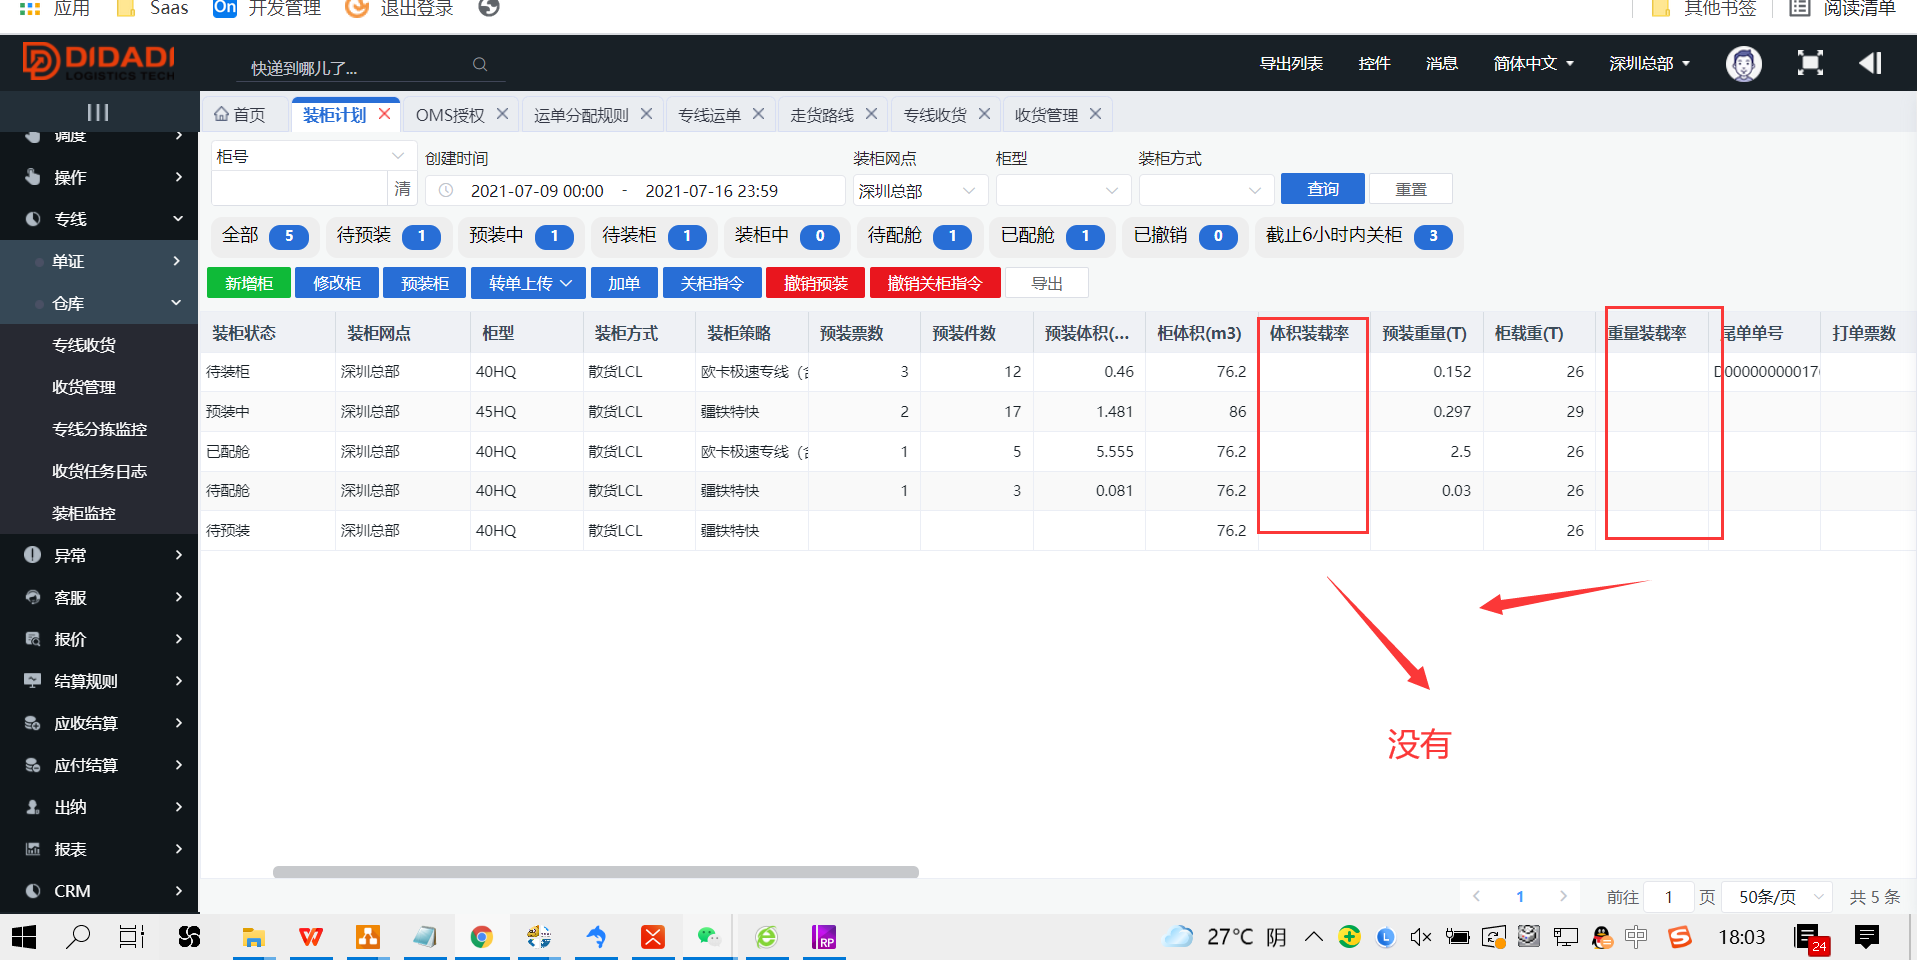 应用 Saas On 开发管理 退出登录 其他书签 阅读清单
DIDADI
LOGISTICS TECH
快递到哪儿了...
导出列表 控件 消息 简体中文 深圳总部
首页 装柜计划 OMS授权 运单分配规则 专线运单 走货路线 专线收货 收货管理
调度
操作
专线
单证
仓库
专线收货
收货管理
专线分拣监控
收货任务日志
装柜监控
异常
客服
报价
结算规则
应收结算
应付结算
出纳
报表
CRM
柜号 创建时间 装柜网点 柜型 装柜方式
清 2021-07-09 00:00 - 2021-07-16 23:59 深圳总部 查询 重置
全部 5 待预装 1 预装中 1 待装柜 1 装柜中 0 待配舱 1 已配舱 1 已撤销 0 截止6小时内关柜 3
新增柜 修改柜 预装柜 转单上传 加单 关柜指令 撤销预装 撤销关柜指令 导出
装柜状态 装柜网点 柜型 装柜方式 装柜策略 预装票数 预装件数 预装体积(... 柜体积(m3) 体积装载率 预装重量(T) 柜载重(T) 重量装载率 尾单单号 打单票数
待装柜 深圳总部 40HQ 散货LCL 欧卡极速专线（含 3 12 0.46 76.2 0.152 26 D00000000017
预装中 深圳总部 45HQ 散货LCL 疆铁特快 2 17 1.481 86 0.297 29
已配舱 深圳总部 40HQ 散货LCL 欧卡极速专线（含 1 5 5.555 76.2 2.5 26
待配舱 深圳总部 40HQ 散货LCL 疆铁特快 1 3 0.081 76.2 0.03 26
待预装 深圳总部 40HQ 散货LCL 疆铁特快 76.2 26
没有
1 前往 1 页 50条/页 共 5 条
27°C 阴 中 18:03 24